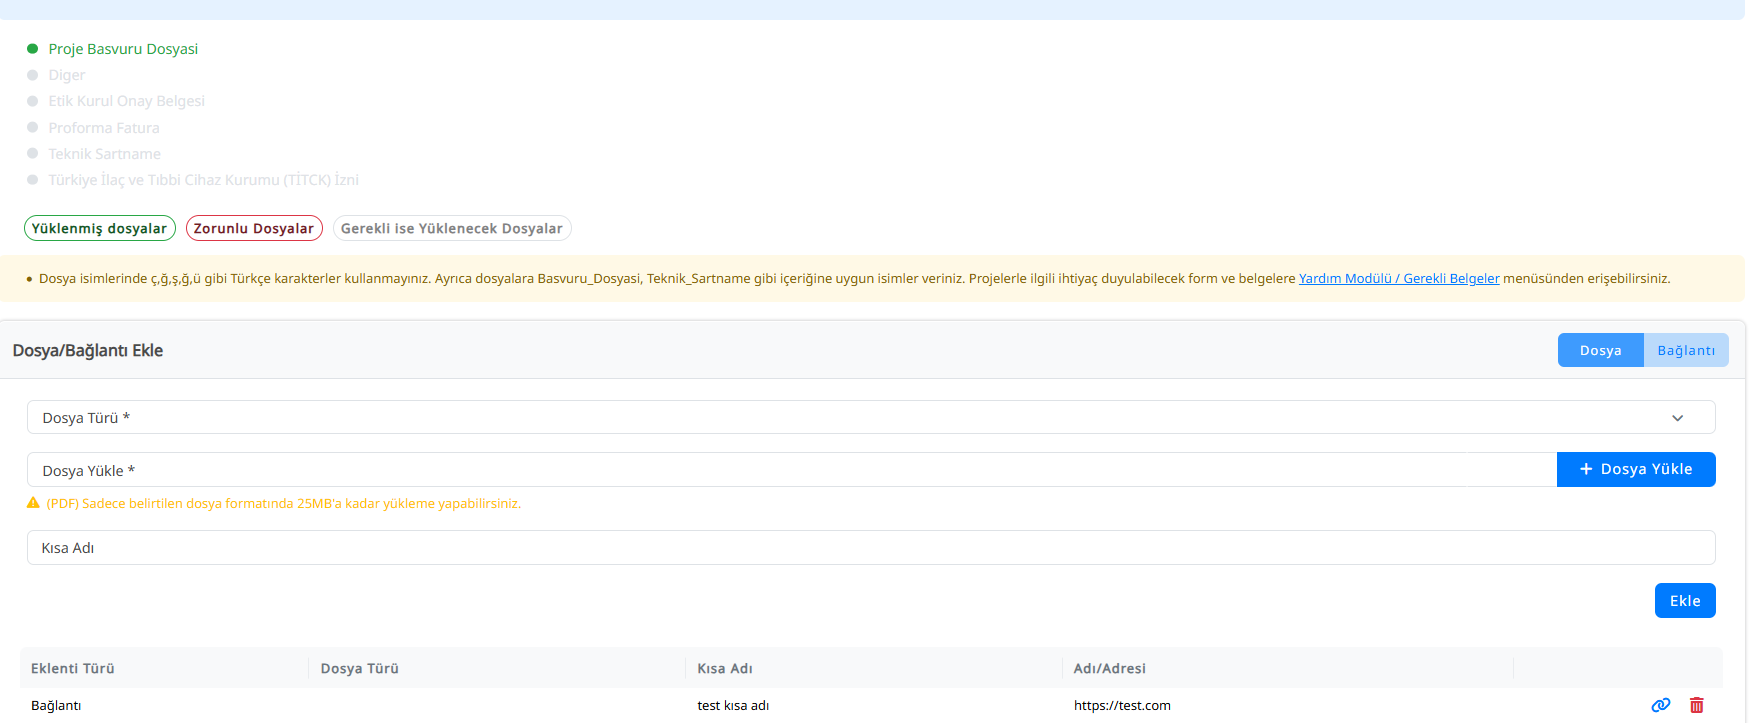 Proje Basvuru Dosyasi
Diger
Etik Kurul Onay Belgesi
Proforma Fatura
Teknik Sartname
Türkiye İlaç ve Tıbbi Cihaz Kurumu (TİTCK) İzni
Yüklenmiş dosyalar Zorunlu Dosyalar Gerekli ise Yüklenecek Dosyalar
• Dosya isimlerinde ç,ğ,ş,ğ,ü gibi Türkçe karakterler kullanmayınız. Ayrıca dosyalara Basvuru_Dosyasi, Teknik_Sartname gibi içeriğine uygun isimler veriniz. Projelerle ilgili ihtiyaç duyulabilecek form ve belgelere Yardım Modülü / Gerekli Belgeler menüsünden erişebilirsiniz.
Dosya/Bağlantı Ekle Dosya Bağlantı
Dosya Türü *
Dosya Yükle * + Dosya Yükle
(PDF) Sadece belirtilen dosya formatında 25MB'a kadar yükleme yapabilirsiniz.
Kısa Adı
Ekle
Eklenti Türü Dosya Türü Kısa Adı Adı/Adresi
Bağlantı test kısa adı https://test.com